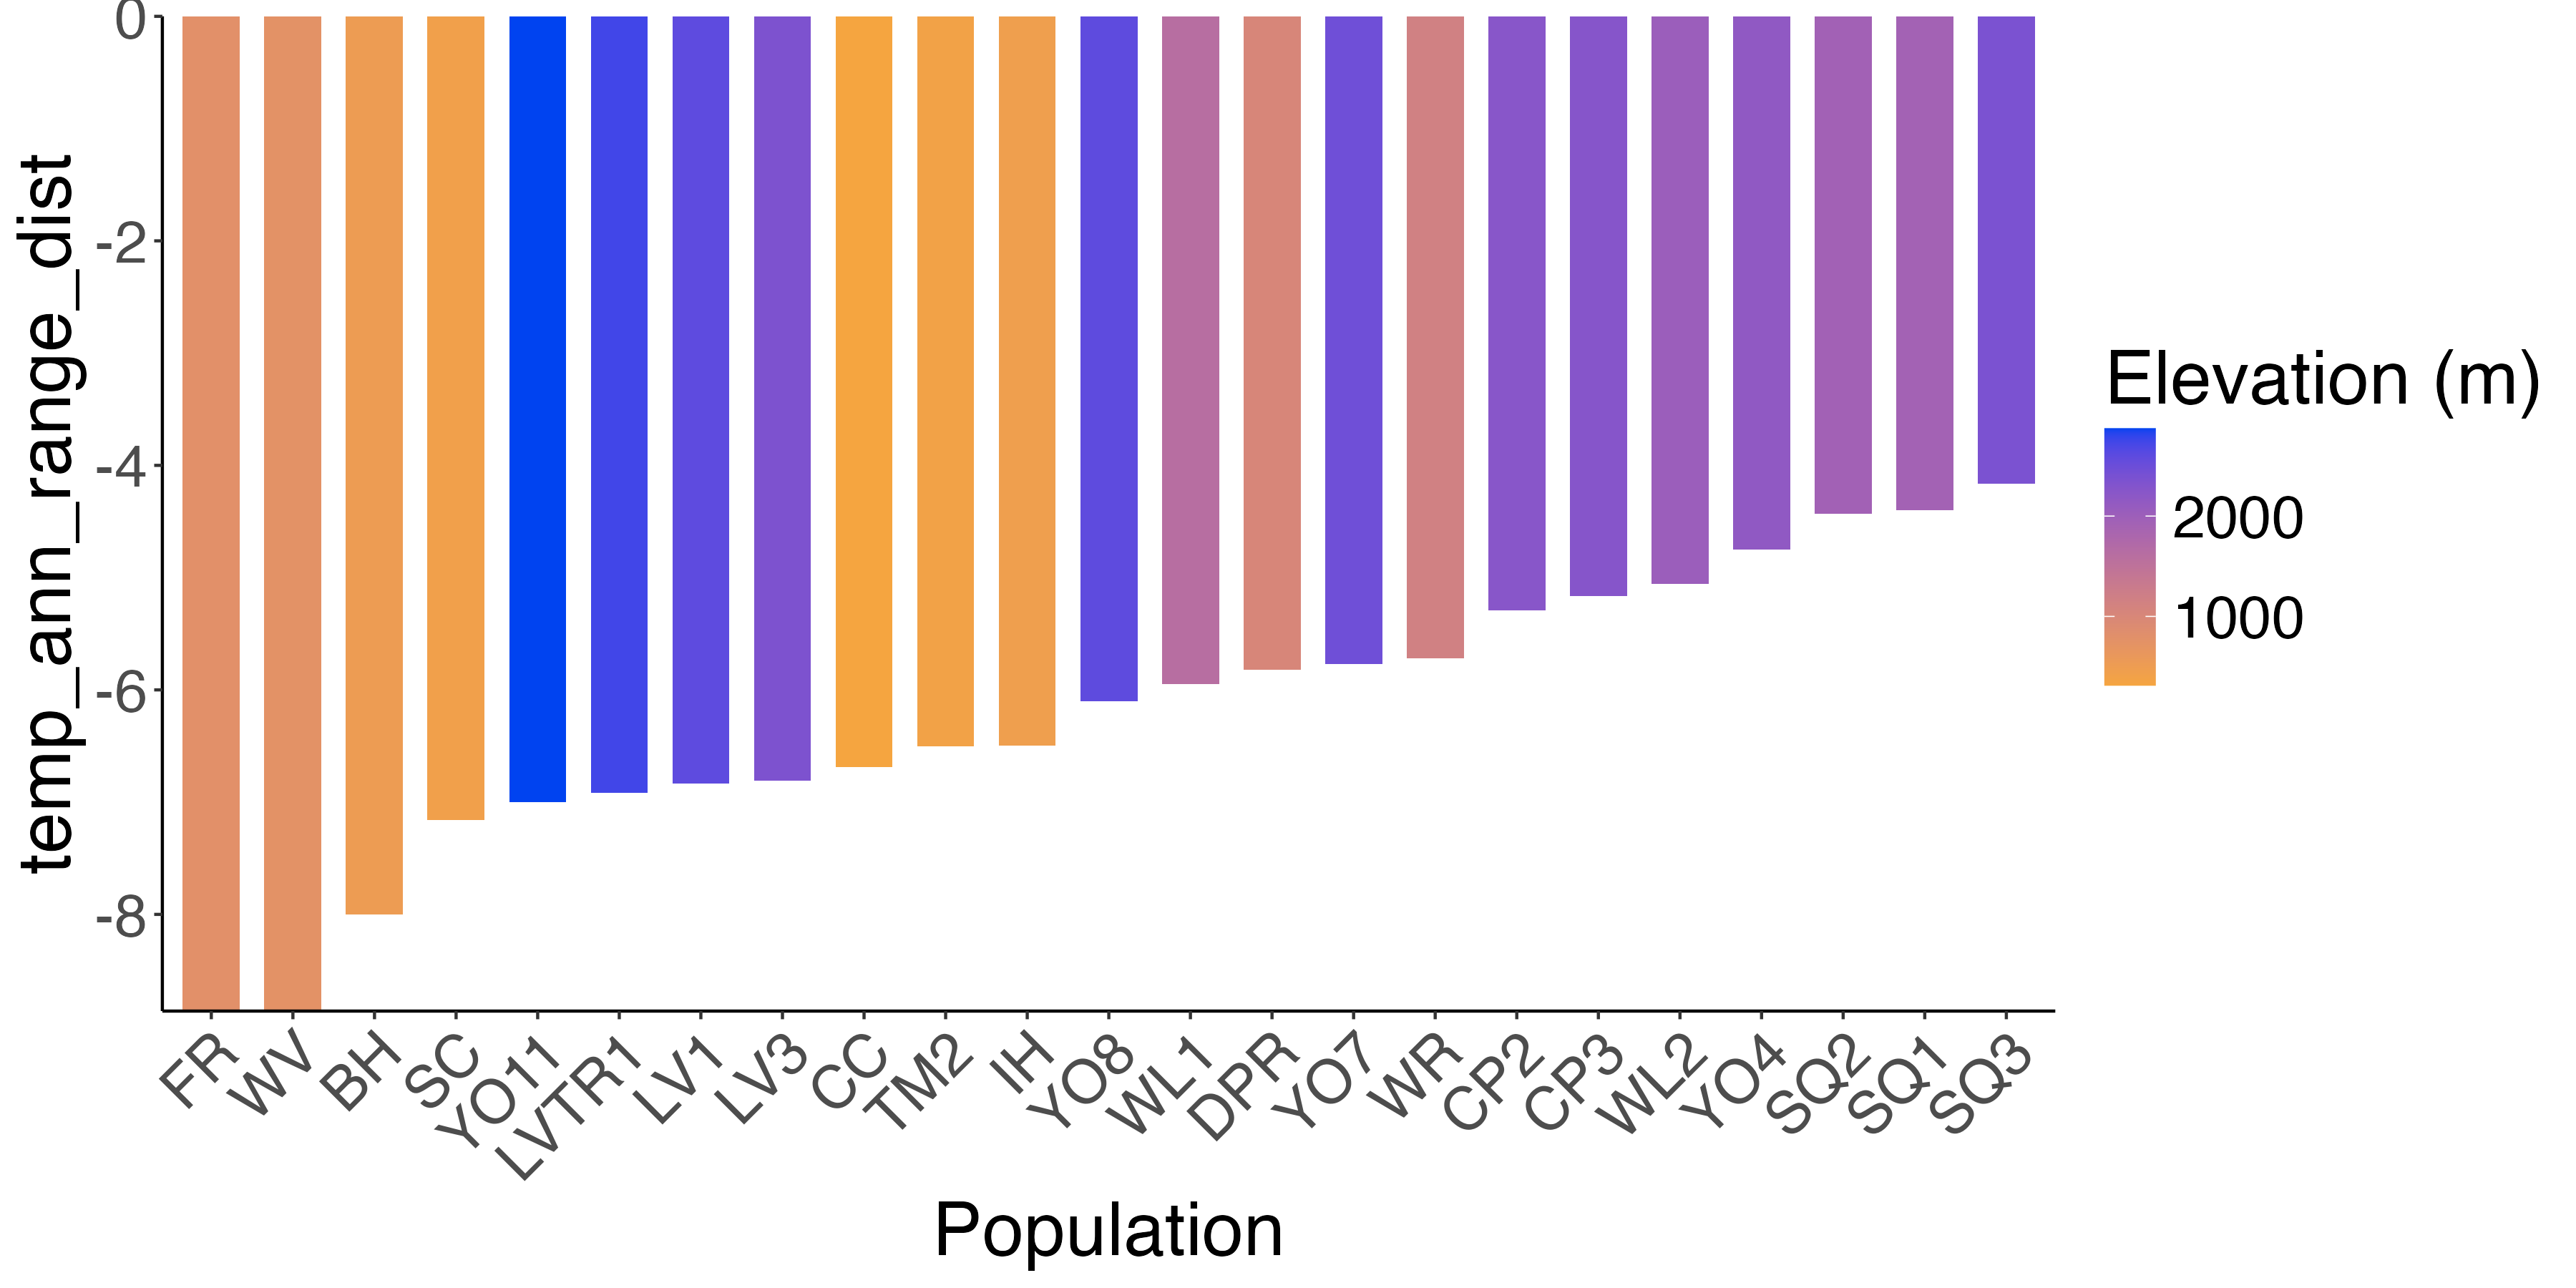 temp_ann_range_dist
0
-2
-4
-6
-8
FR
WV
BH
SC
YO11
LVTR1
LV1
LV3
CC
TM2
IH
YO8
WL1
DPR
YO7
WR
CP2
CP3
WL2
YO4
SQ2
SQ1
SQ3
Population
Elevation (m)
2000
1000